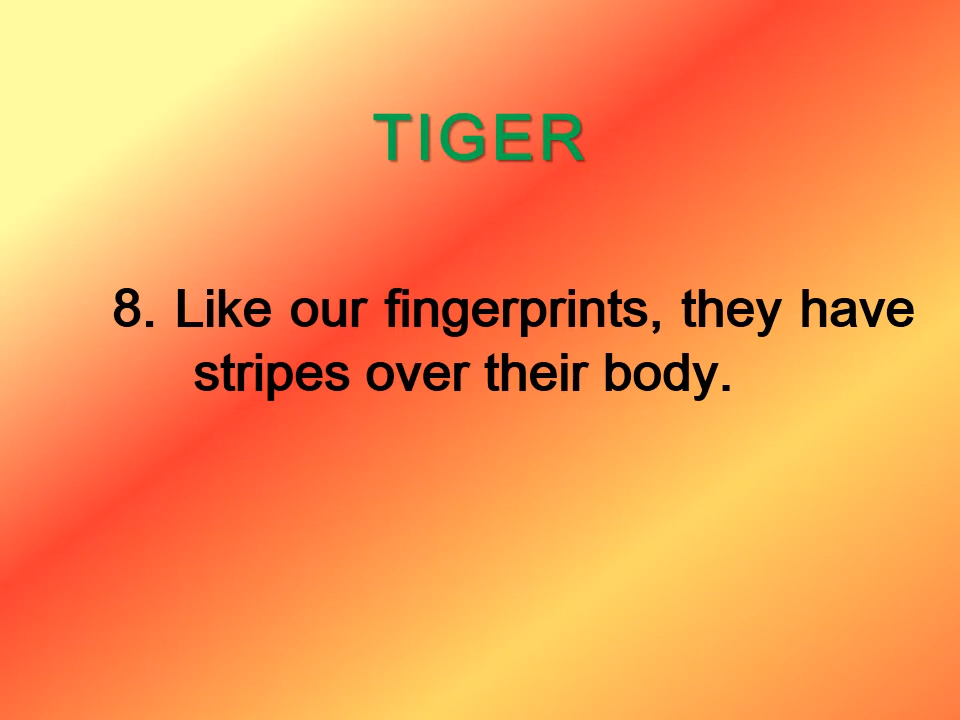 TIGER
8. Like our fingerprints, they have
stripes over their body.